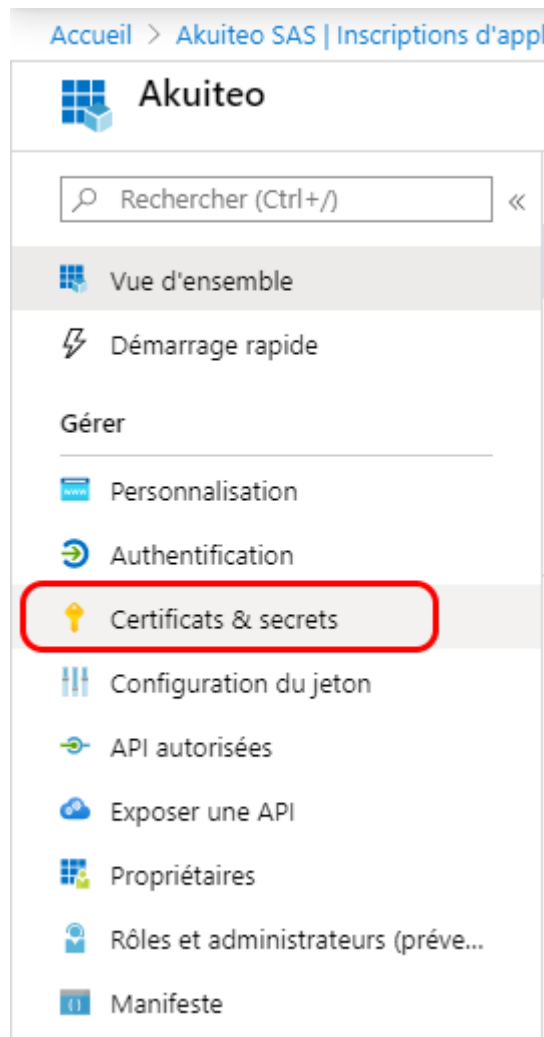 Accueil > Akuiteo SAS | Inscriptions d'appl
Akuiteo
Rechercher (Ctrl+/) «
Vue d'ensemble
Démarrage rapide
Gérer
Personnalisation
Authentification
Certificats & secrets
Configuration du jeton
API autorisées
Exposer une API
Propriétaires
Rôles et administrateurs (préve...
Manifeste